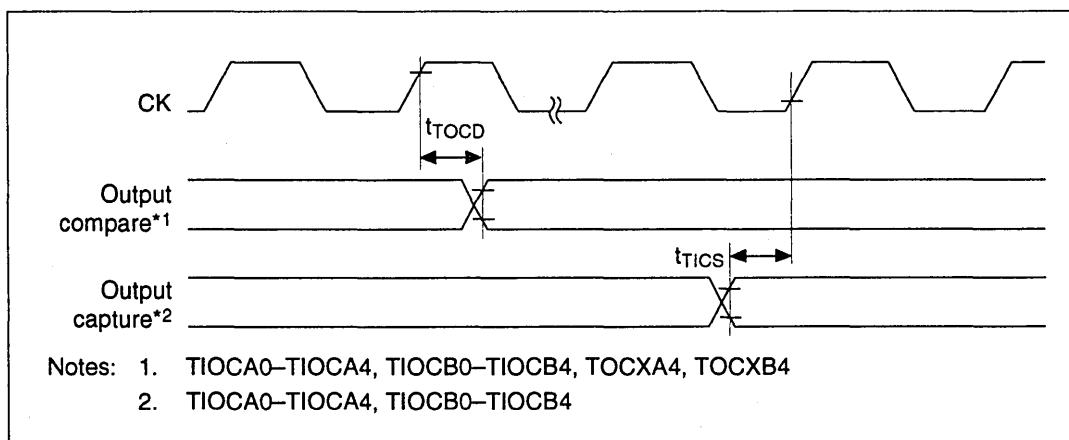 CK
tTOCD
Output
compare*1
tTICS
Output
capture*2
Notes: 1. TIOCA0–TIOCA4, TIOCB0–TIOCB4, TOCXA4, TOCXB4
2. TIOCA0–TIOCA4, TIOCB0–TIOCB4